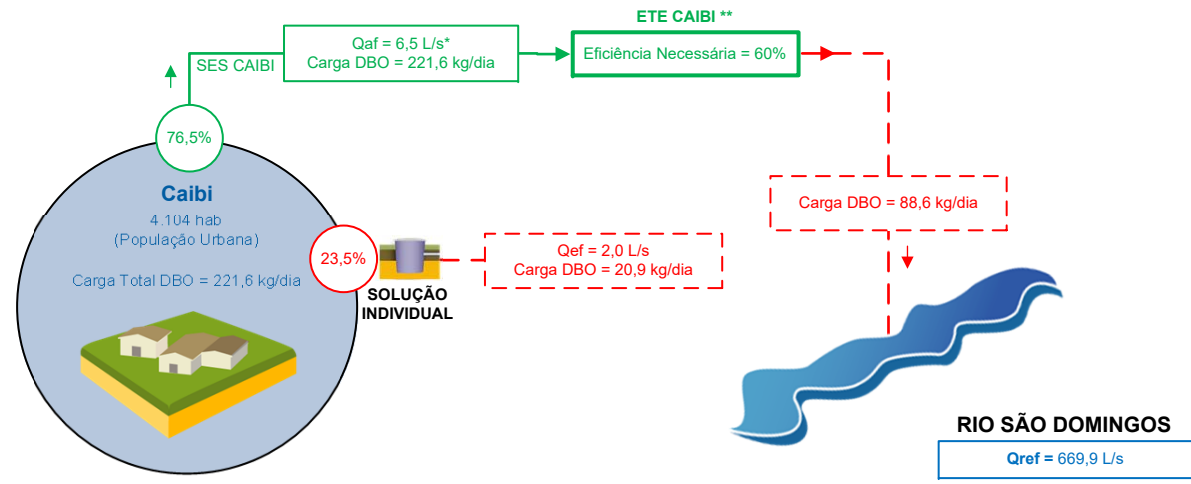 ETE CAIBI **
Qaf = 6,5 L/s*
Carga DBO = 221,6 kg/dia
Eficiência Necessária = 60%
SES CAIBI
76,5%
Caibi
4.104 hab
(População Urbana)
Carga Total DBO = 221,6 kg/dia
23,5%
SOLUÇÃO
INDIVIDUAL
Qef = 2,0 L/s
Carga DBO = 20,9 kg/dia
Carga DBO = 88,6 kg/dia
RIO SÃO DOMINGOS
Qref = 669,9 L/s